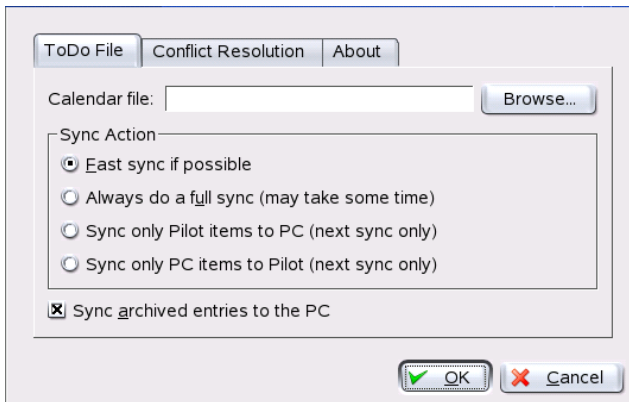 ToDo File Conflict Resolution About
Calendar file: Browse...
Sync Action
Fast sync if possible
Always do a full sync (may take some time)
Sync only Pilot items to PC (next sync only)
Sync only PC items to Pilot (next sync only)
Sync archived entries to the PC
OK Cancel